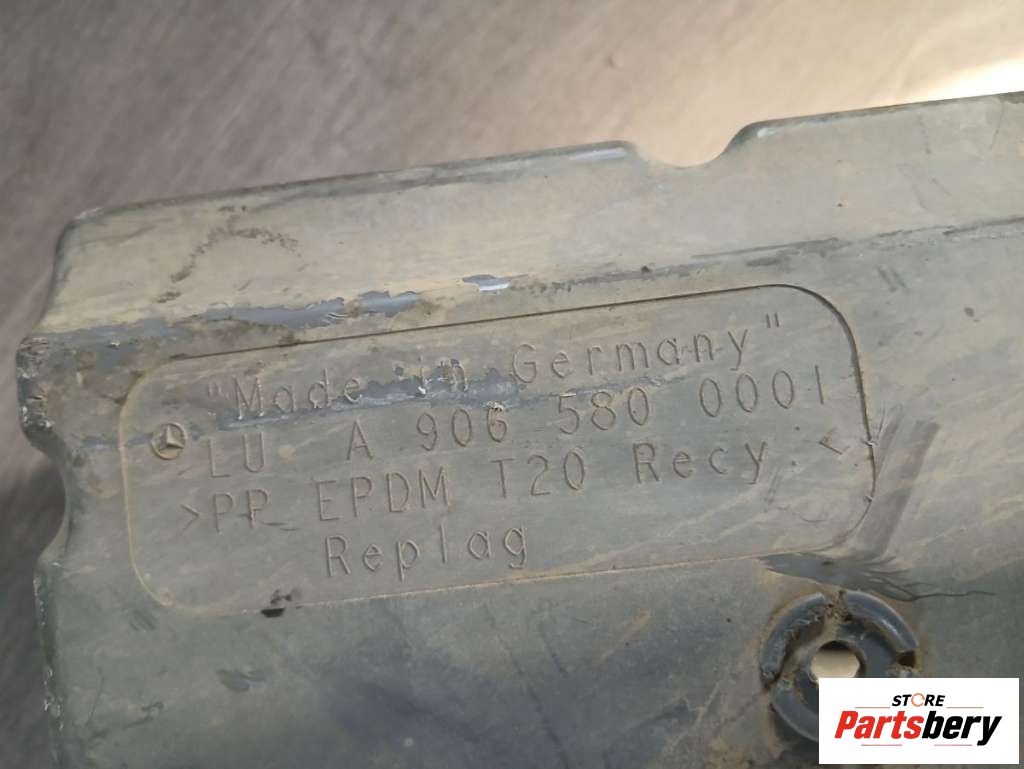 "Made in Germany"
LU A 906 580 0001
>PP EPDM T20 Recy.<
Replag
STORE
Partsbery